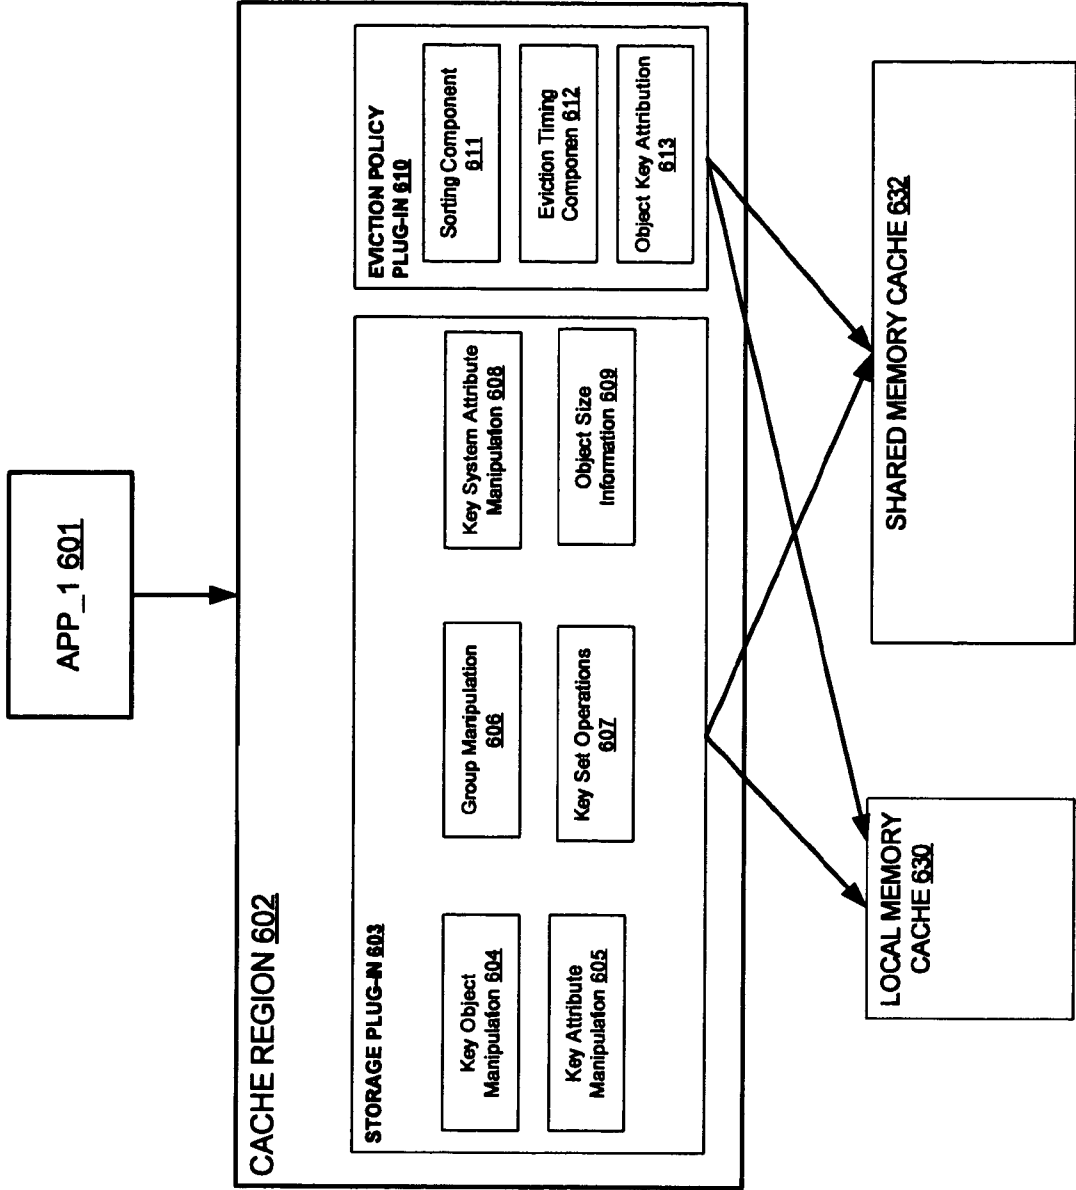 APP_1 601
CACHE REGION 602
STORAGE PLUG-IN 603
Key Object
Manipulation 604
Key Attribute
Manipulation 605
Group Manipulation
606
Key Set Operations
607
Key System Attribute
Manipulation 608
Object Size
Information 609
EVICTION POLICY
PLUG-IN 610
Sorting Component
611
Eviction Timing
Componen 612
Object Key Attribution
613
LOCAL MEMORY
CACHE 630
SHARED MEMORY CACHE 632